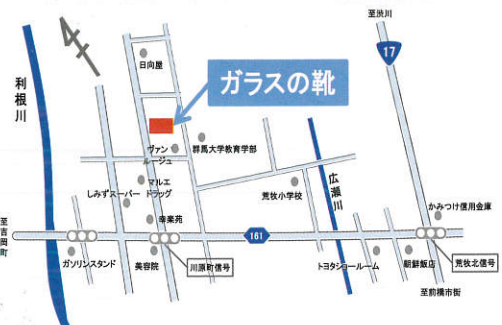 至渋川
17
日向屋
ガラスの靴
利根川
ヴァン
ルージュ
群馬大学教育学部
マルエ
ドラッグ
しみずスーパー
荒牧小学校
広瀬川
幸楽苑
かみつけ信用金庫
至吉岡町
161
ガソリンスタンド
美容院
川原町信号
トヨタショールーム
朝鮮飯店
荒牧北信号
至前橋市街